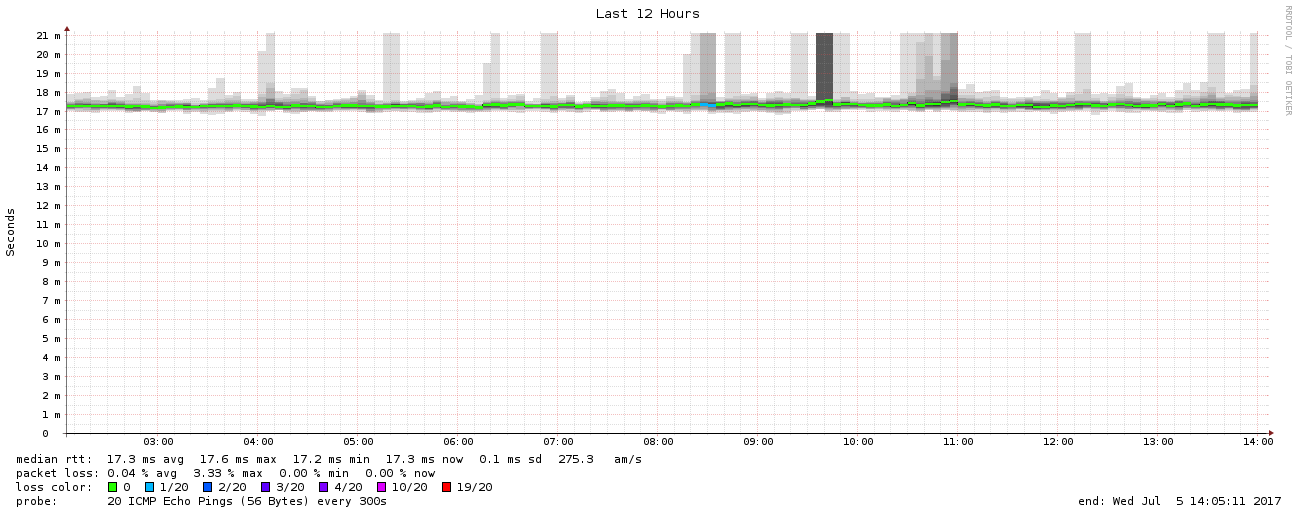 Last 12 Hours
RRDTOOL / TOBI OETIKER
Seconds
21 m
20 m
19 m
18 m
17 m
16 m
15 m
14 m
13 m
12 m
11 m
10 m
9 m
8 m
7 m
6 m
5 m
4 m
3 m
2 m
1 m
0
03:00 04:00 05:00 06:00 07:00 08:00 09:00 10:00 11:00 12:00 13:00 14:00
median rtt: 17.3 ms avg 17.6 ms max 17.2 ms min 17.3 ms now 0.1 ms sd 275.3 am/s
packet loss: 0.04 % avg 3.33 % max 0.00 % min 0.00 % now
loss color: 0 1/20 2/20 3/20 4/20 10/20 19/20
probe: 20 ICMP Echo Pings (56 Bytes) every 300s end: Wed Jul 5 14:05:11 2017